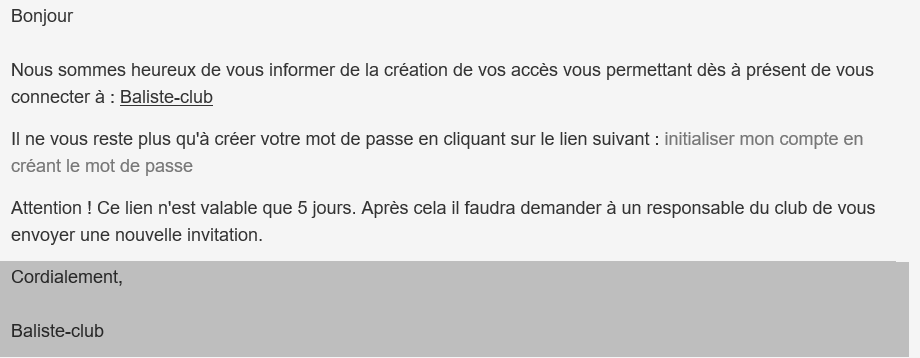 Bonjour
Nous sommes heureux de vous informer de la création de vos accès vous permettant dès à présent de vous
connecter à : Baliste-club
Il ne vous reste plus qu'à créer votre mot de passe en cliquant sur le lien suivant : initialiser mon compte en
créant le mot de passe
Attention ! Ce lien n'est valable que 5 jours. Après cela il faudra demander à un responsable du club de vous
envoyer une nouvelle invitation.
Cordialement,
Baliste-club